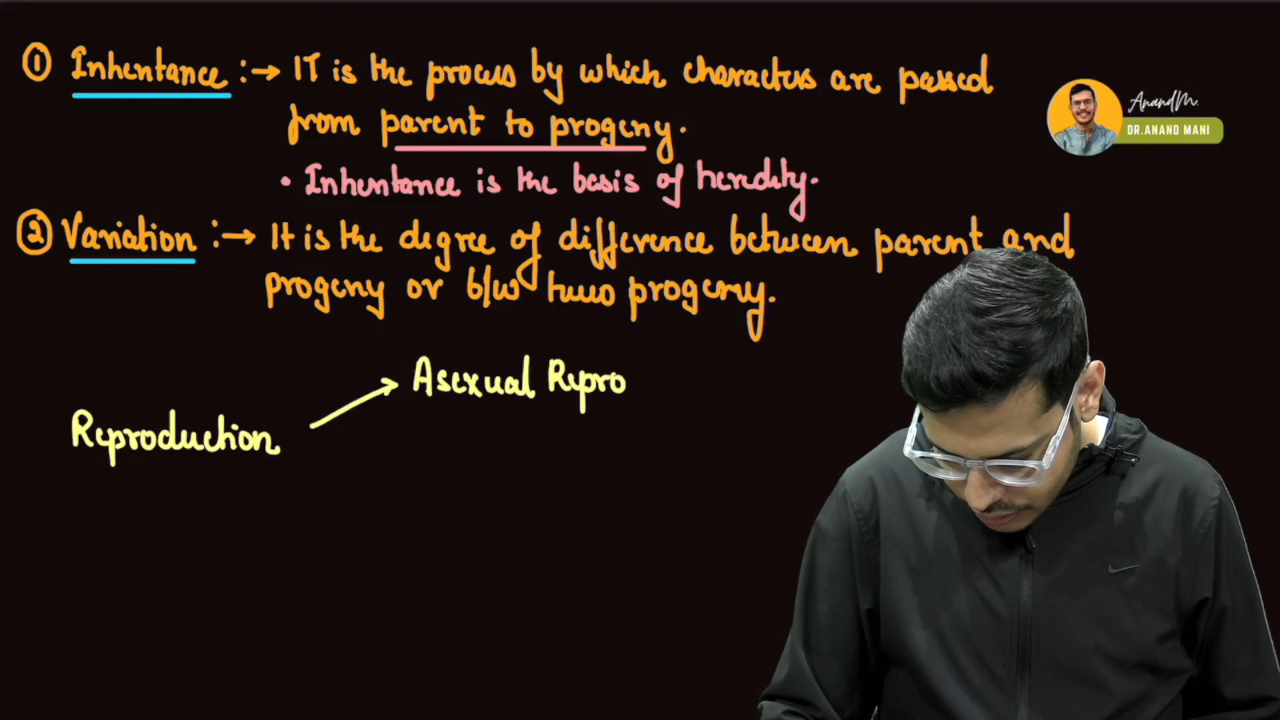 ① Inheritance :→ IT is the process by which characters are passed
from parent to progeny.
• Inheritance is the basis of heredity.
② Variation :→ It is the degree of difference between parent and
progeny or b/w two progeny.
Reproduction → Asexual Repro
AnandM.
DR.ANAND MANI